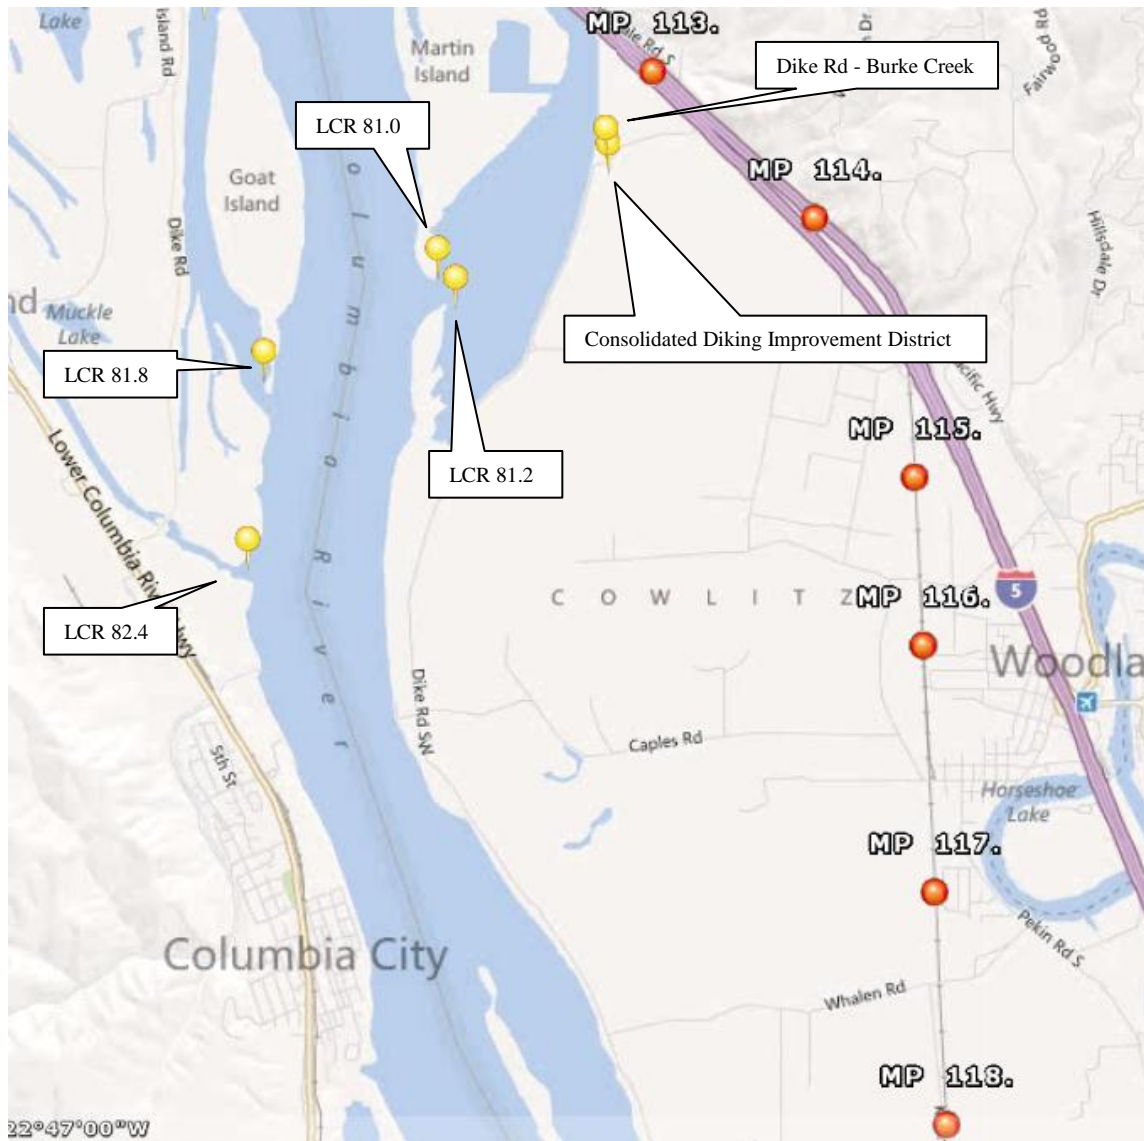 Lake
Island Rd
Martin
Island
MP 113.
Dr.
Fairwood Rd
Dike Rd - Burke Creek
LCR 81.0
Goat
Island
MP 114.
Dike Rd
Hillsdale Dr
Muckle
Lake
Consolidated Diking Improvement District
LCR 81.8
Pacific Hwy
MP 115.
LCR 81.2
Lower Columbia River Hwy
Columbia River
COWLITZ
MP 116.
5
LCR 82.4
Woodla
Dike Rd SW
Caples Rd
5th St
Horseshoe
Lake
MP 117.
Pekin Rd S
Columbia City
Whalen Rd
MP 118.
22°47'00"W